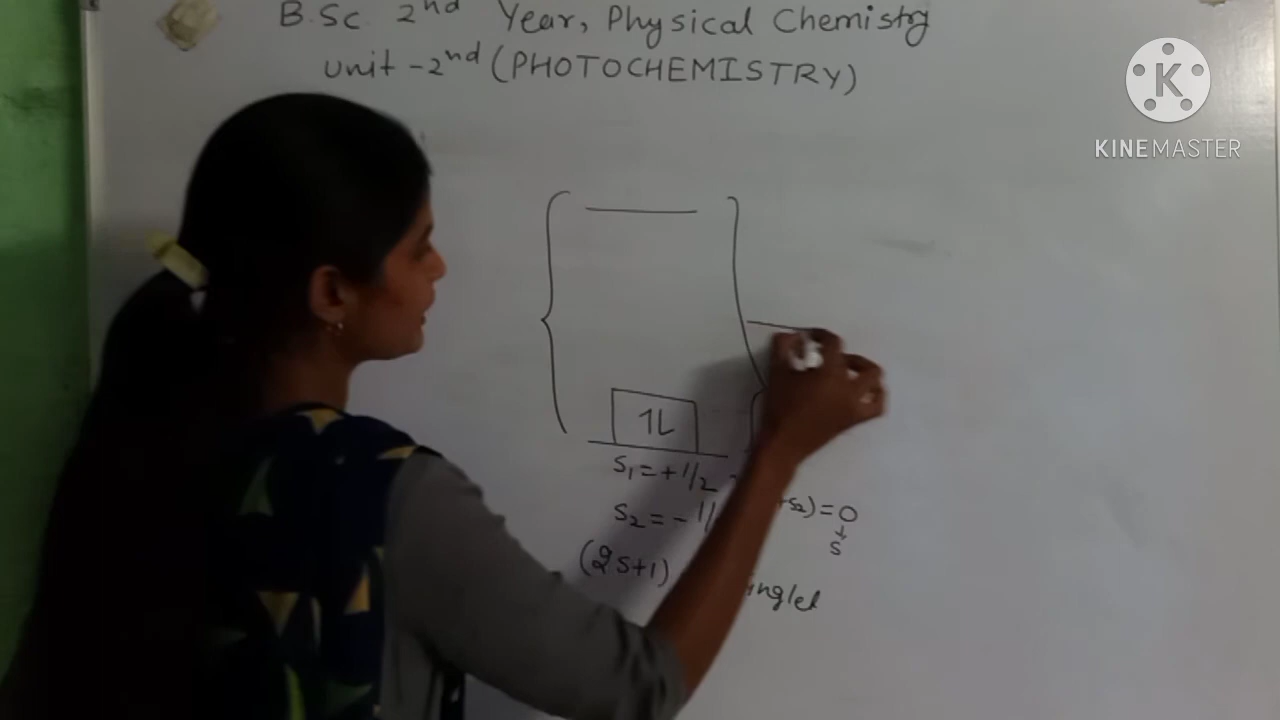 B.Sc. 2nd Year, Physical Chemistry
unit-2nd (PHOTOCHEMISTRY)
KINEMASTER
1L
S1 = +1/2
S2 = -1/ +S2) = 0
S
(2S+1) inglet